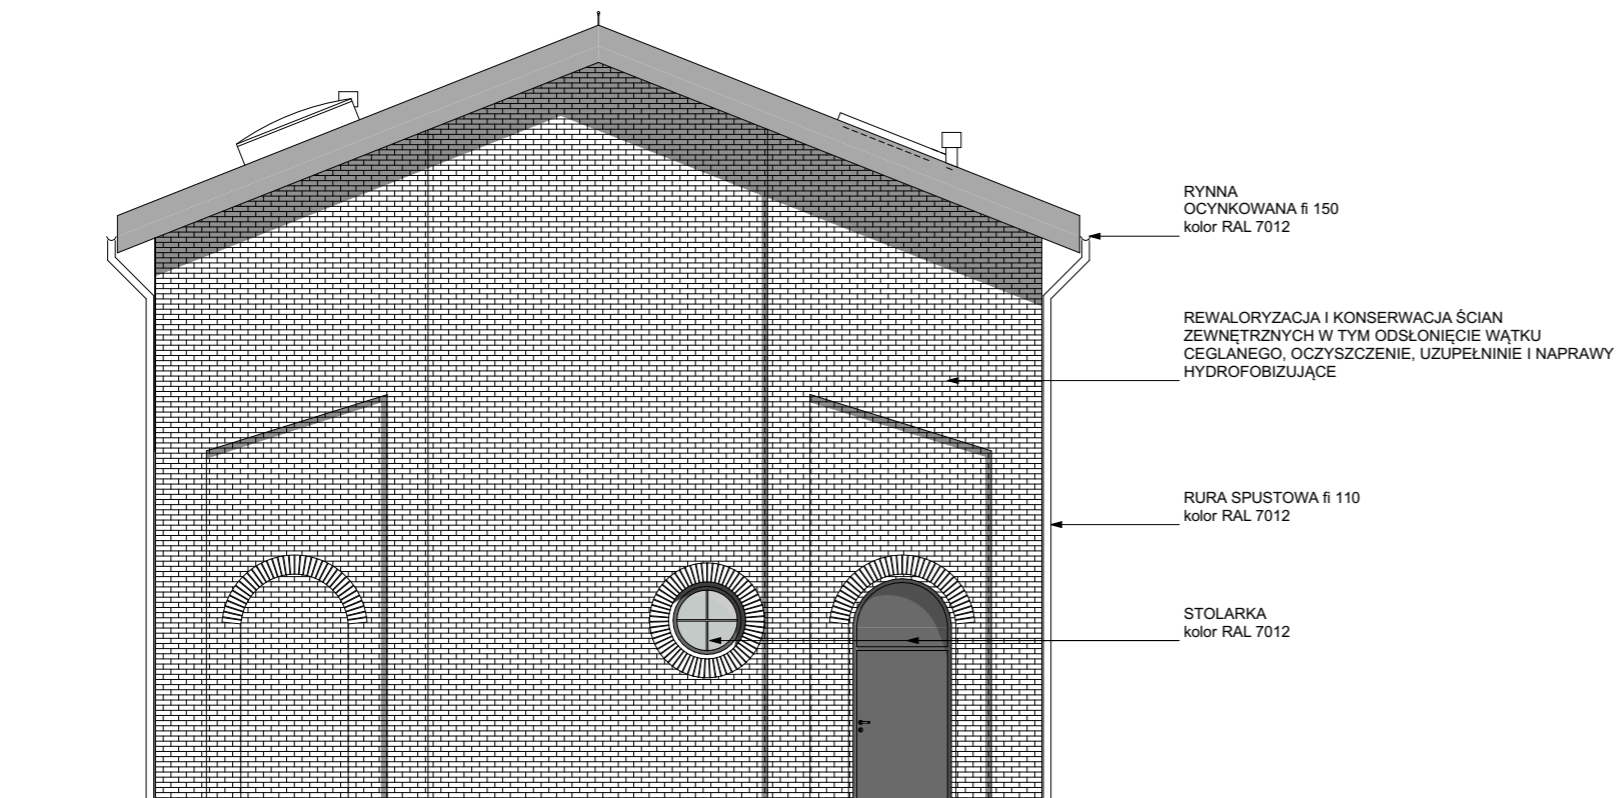 RYNNA
OCYNKOWANA fi 150
kolor RAL 7012
REWALORYZACJA I KONSERWACJA ŚCIAN
ZEWNĘTRZNYCH W TYM ODSŁONIĘCIE WĄTKU
CEGLANEGO, OCZYSZCZENIE, UZUPEŁNINIE I NAPRAWY
HYDROFOBIZUJĄCE
RURA SPUSTOWA fi 110
kolor RAL 7012
STOLARKA
kolor RAL 7012